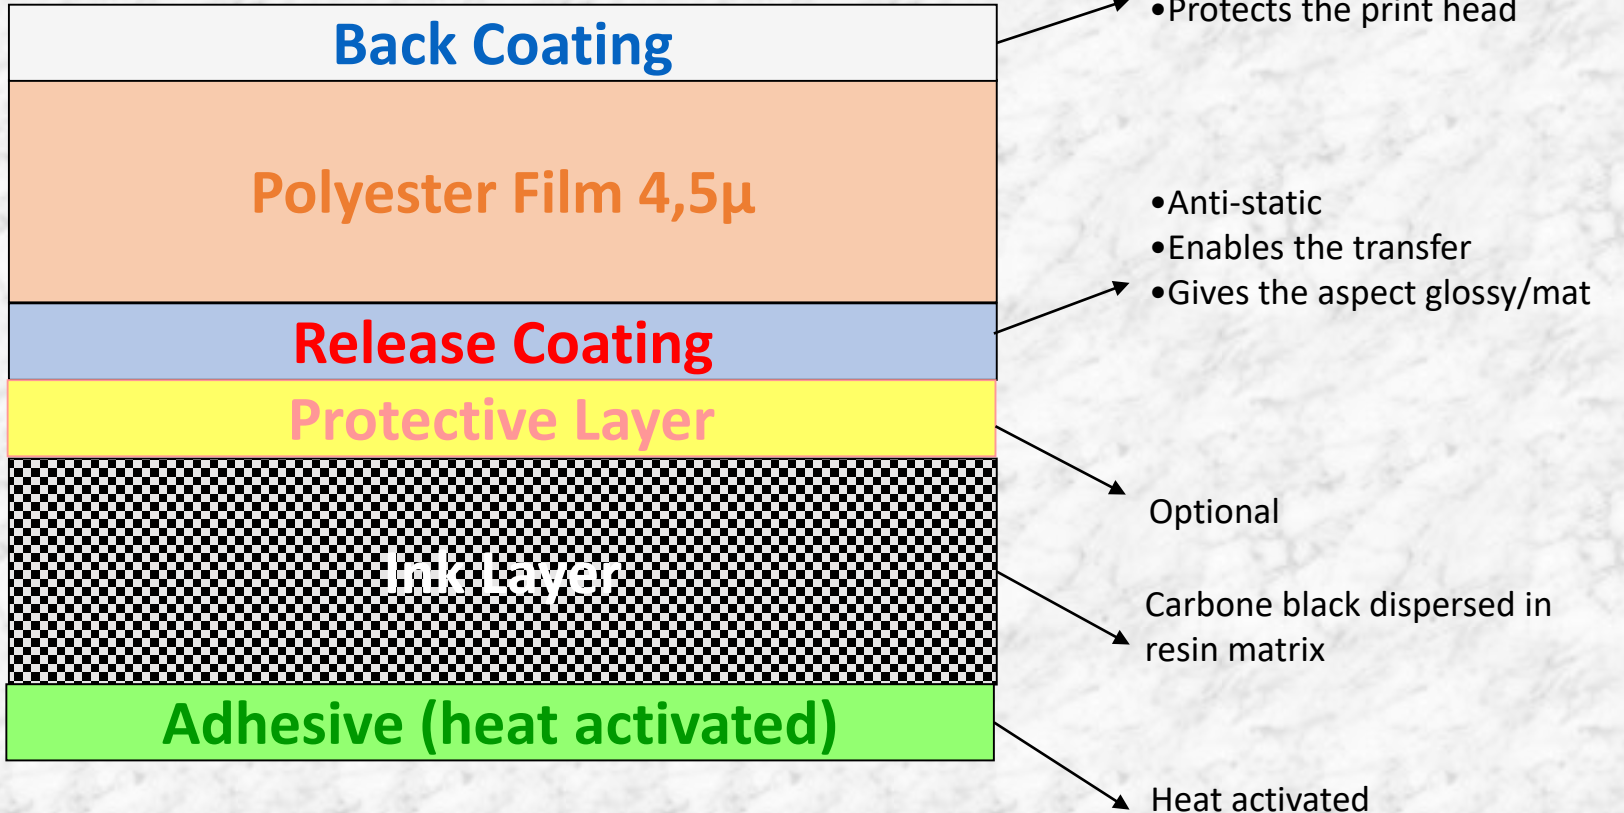 Back Coating
•Protects the print head
Polyester Film 4,5µ
•Anti-static
•Enables the transfer
•Gives the aspect glossy/mat
Release Coating
Protective Layer
Optional
Ink Layer
Carbone black dispersed in
resin matrix
Adhesive (heat activated)
Heat activated